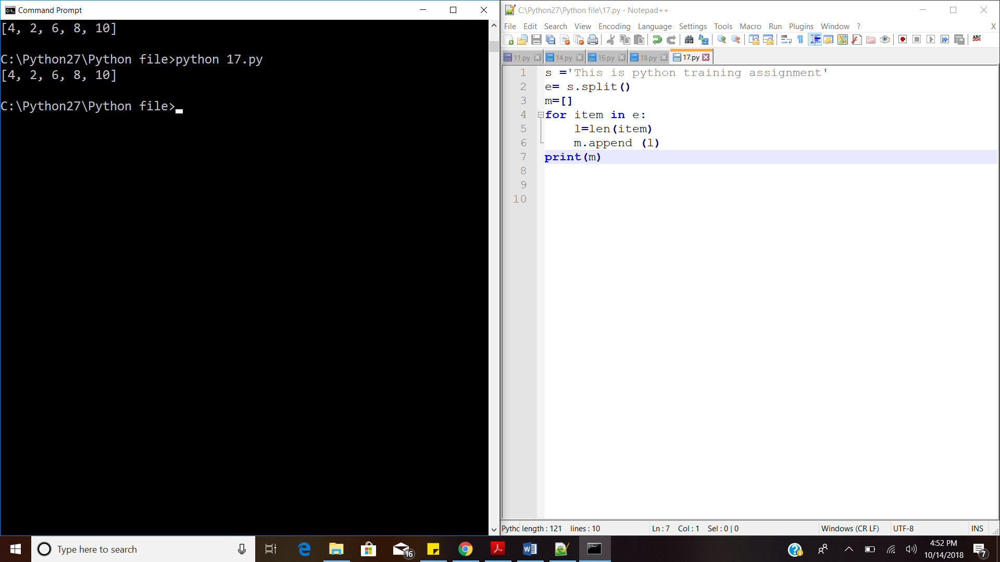 Command Prompt
[4, 2, 6, 8, 10]
C:\Python27\Python file>python 17.py
[4, 2, 6, 8, 10]
C:\Python27\Python file>
C:\Python27\Python file\17.py - Notepad++
File Edit Search View Encoding Language Settings Tools Macro Run Plugins Window ? X
ABC
11.py 14.py 15.py 18.py 17.py
1 s ='This is python training assignment'
2 e= s.split()
3 m=[]
4 for item in e:
5 l=len(item)
6 m.append (l)
7 print(m)
8
9
10
Pythc length : 121 lines : 10 Ln : 7 Col : 1 Sel : 0 | 0 Windows (CR LF) UTF-8 INS
Type here to search
16
4:52 PM
10/14/2018
7